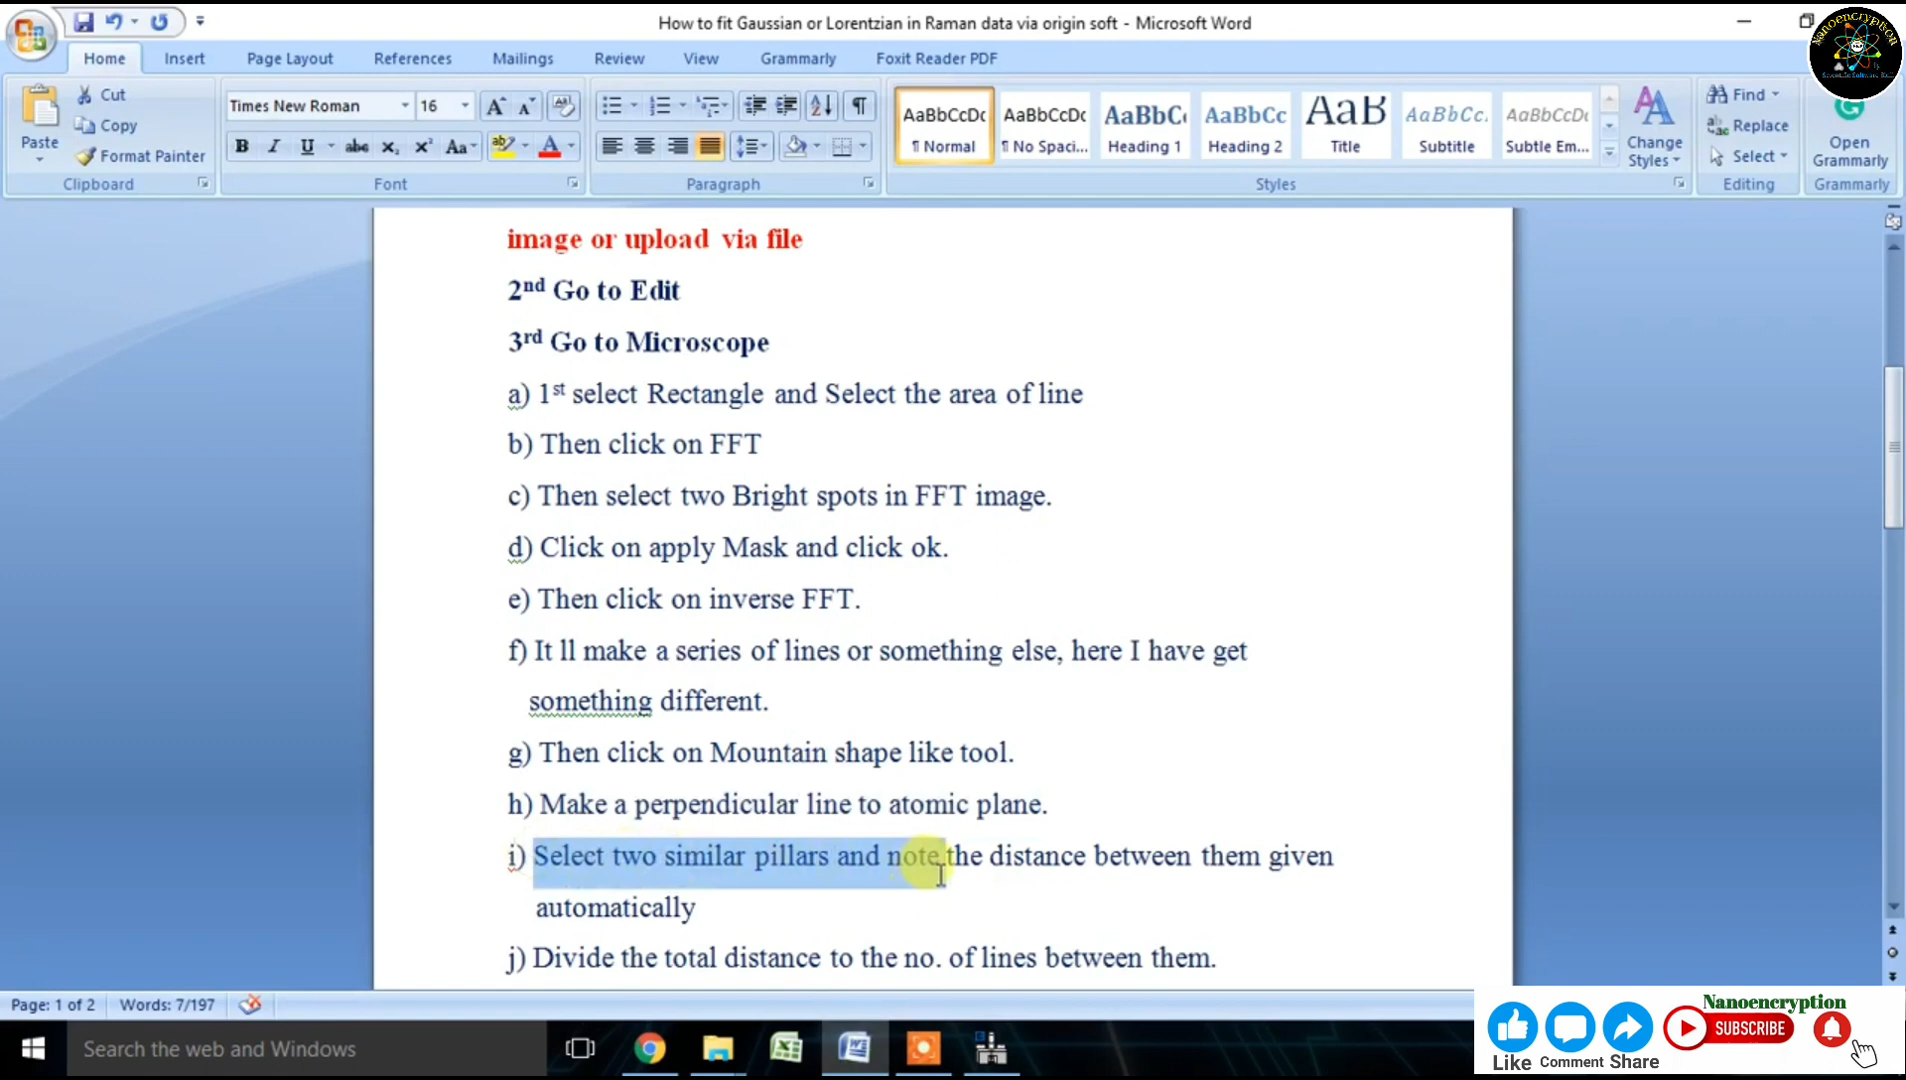 How to fit Gaussian or Lorentzian in Raman data via origin soft - Microsoft Word
Nanoencryption
Home Insert Page Layout References Mailings Review View Grammarly Foxit Reader PDF
Paste
Cut
Copy
Format Painter
Clipboard
Times New Roman 16
B I U abc x₂ x² Aa
Font
Paragraph
AaBbCcDc AaBbCcDc AaBbC AaBbCc AaB AaBbCc. AaBbCcDc
¶ Normal ¶ No Spaci... Heading 1 Heading 2 Title Subtitle Subtle Em...
Change Styles
Styles
Find
Replace
Select
Editing
Open Grammarly
Grammarly
image or upload via file
2nd Go to Edit
3rd Go to Microscope
a) 1st select Rectangle and Select the area of line
b) Then click on FFT
c) Then select two Bright spots in FFT image.
d) Click on apply Mask and click ok.
e) Then click on inverse FFT.
f) It ll make a series of lines or something else, here I have get
something different.
g) Then click on Mountain shape like tool.
h) Make a perpendicular line to atomic plane.
i) Select two similar pillars and note the distance between them given
automatically
j) Divide the total distance to the no. of lines between them.
Page: 1 of 2 Words: 7/197
Nanoencryption
SUBSCRIBE
Like Comment Share
Search the web and Windows